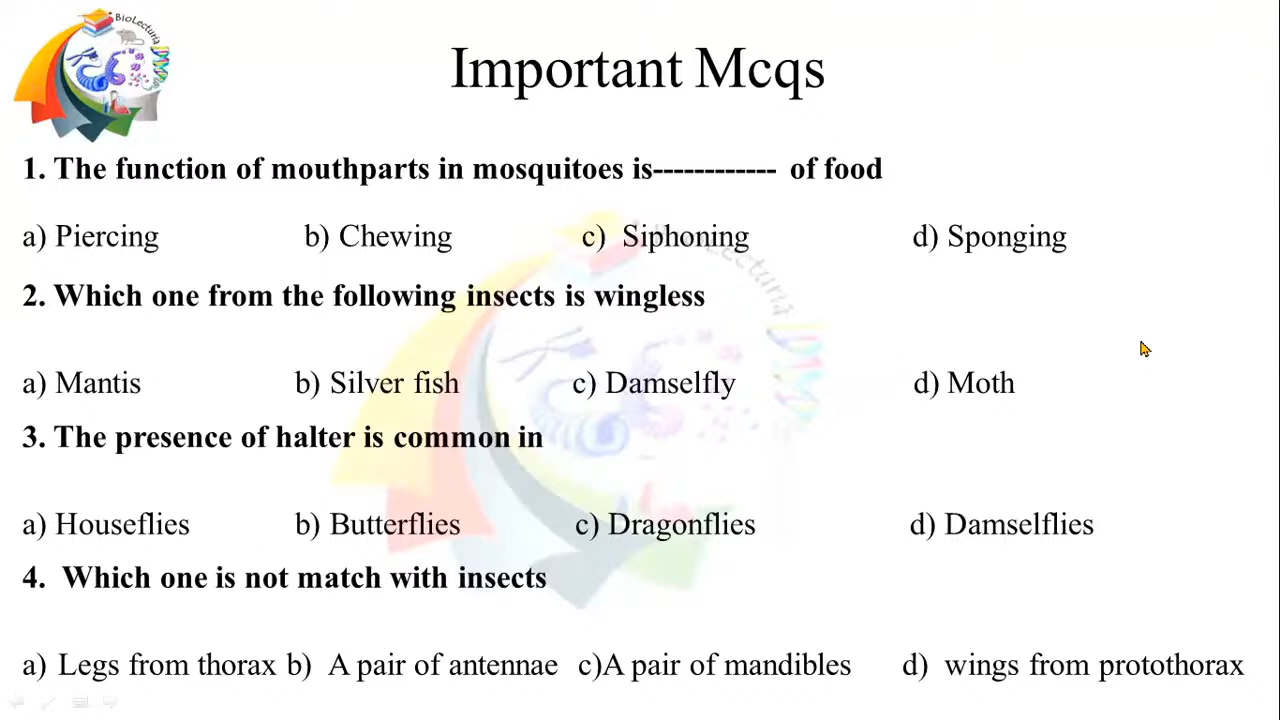 BioLecturia
Important Mcqs
1. The function of mouthparts in mosquitoes is------------ of food
a) Piercing b) Chewing c) Siphoning d) Sponging
2. Which one from the following insects is wingless
a) Mantis b) Silver fish c) Damselfly d) Moth
3. The presence of halter is common in
a) Houseflies b) Butterflies c) Dragonflies d) Damselflies
4. Which one is not match with insects
a) Legs from thorax b) A pair of antennae c)A pair of mandibles d) wings from protothorax